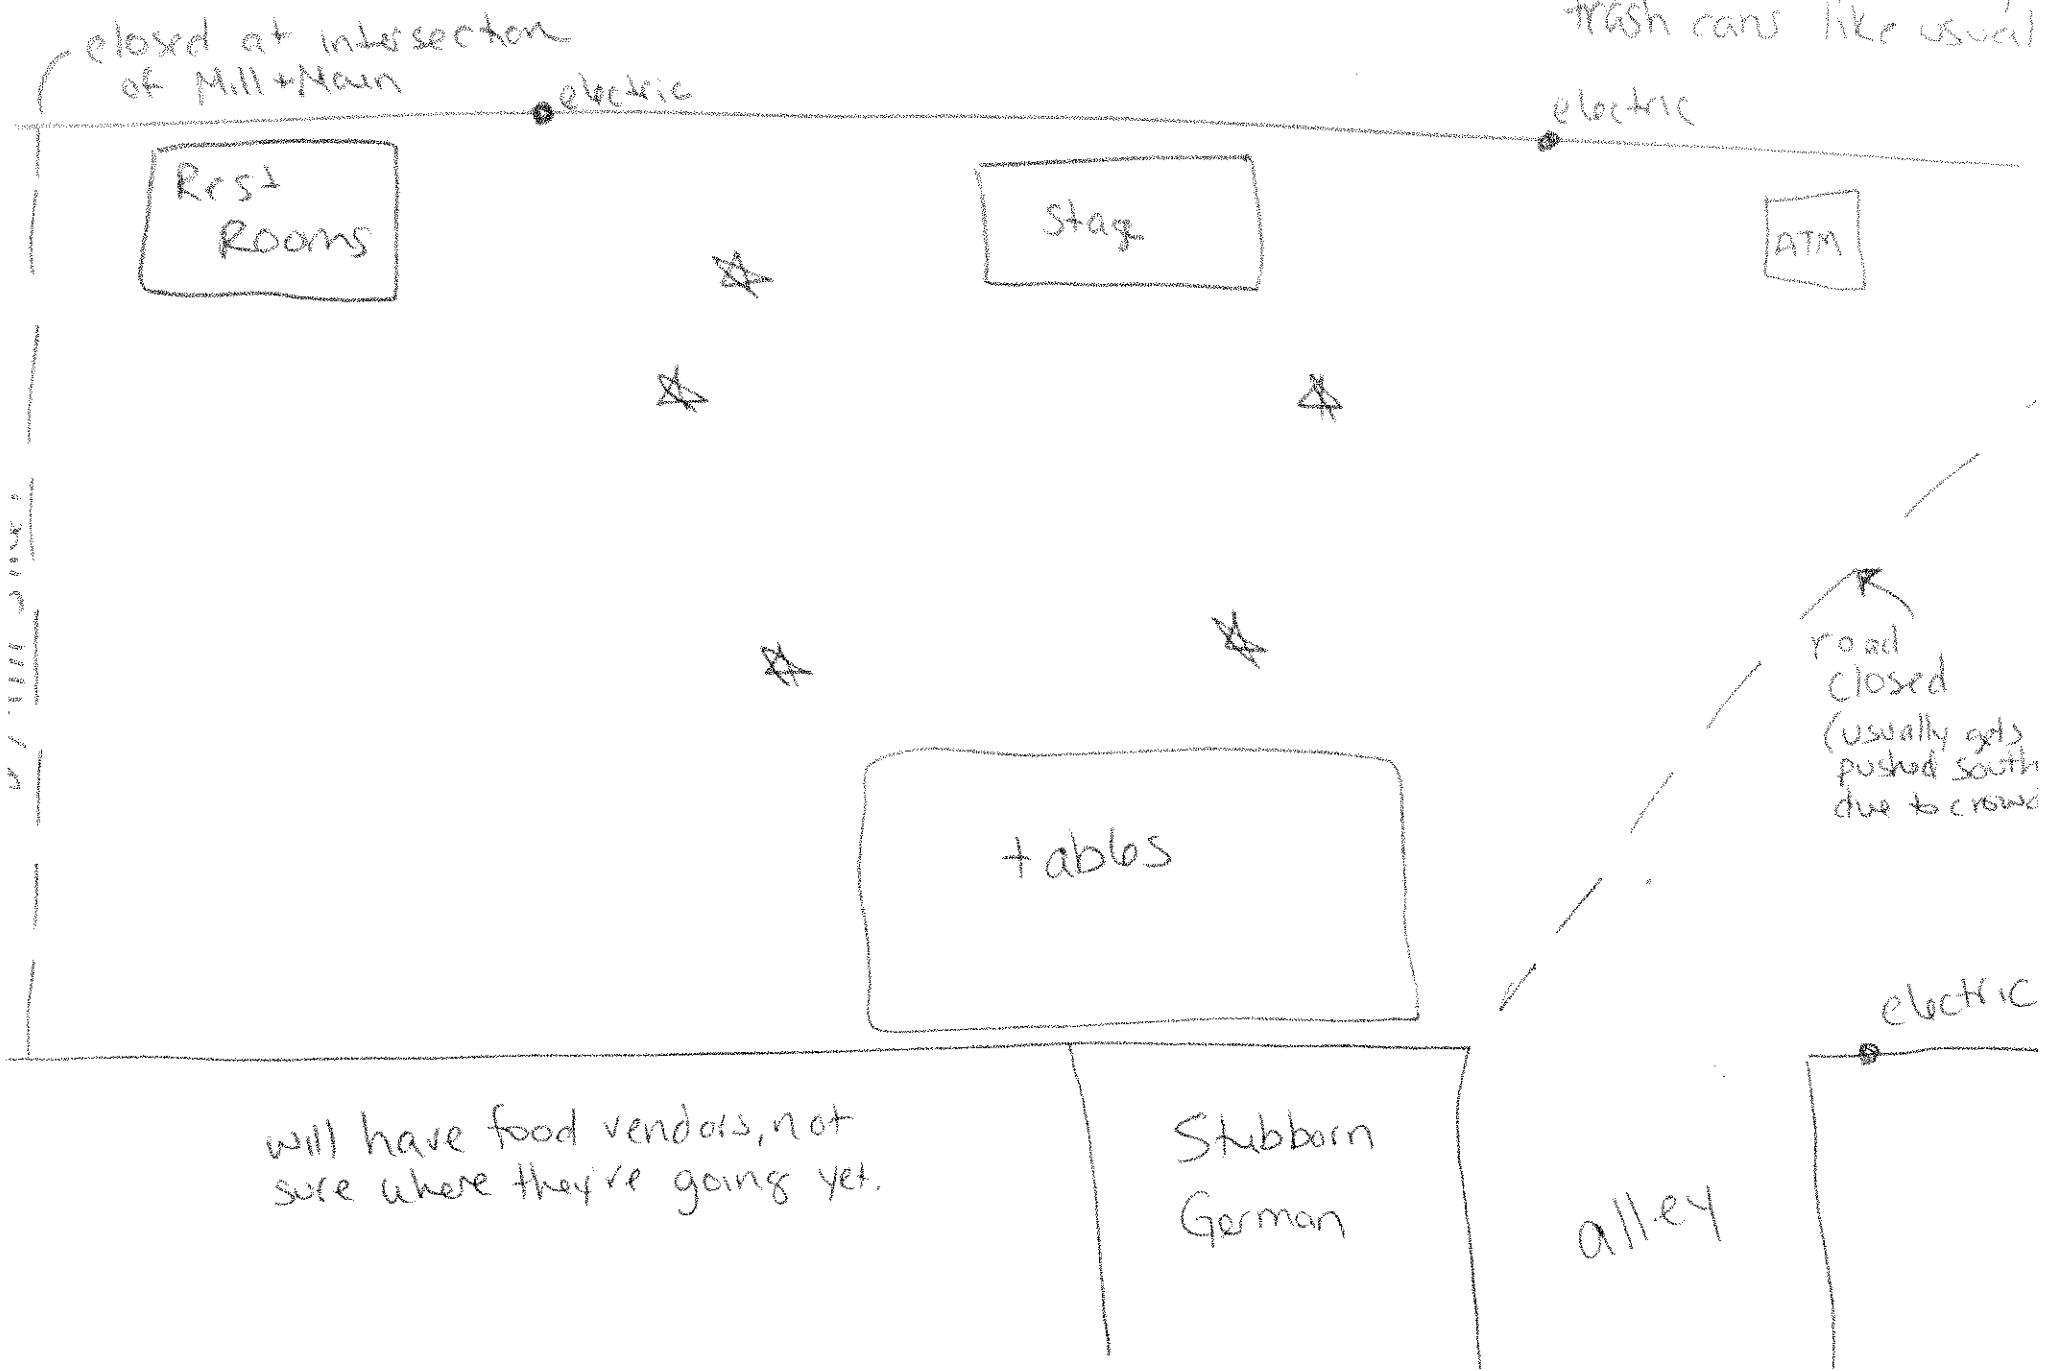 closed at intersection
of Mill + Main
trash cans like usual
electric
electric
Rest
Rooms
Stage
ATM
road
closed
(usually gets
pushed south
due to crowd
tables
electric
will have food vendors, not
sure where they're going yet.
Stubborn
German
alley